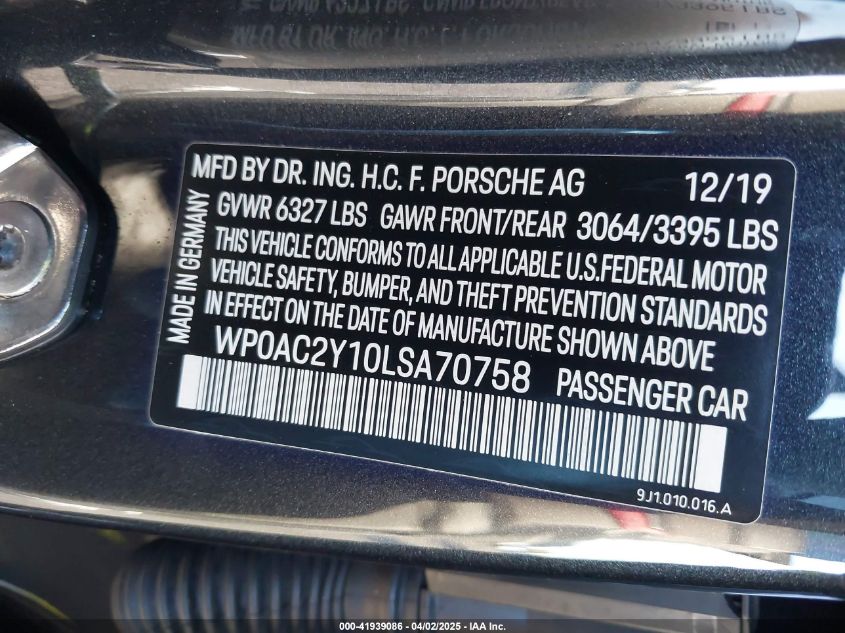 MFD BY DR. ING. H.C. F. PORSCHE AG 12/19
GVWR 6327 LBS GAWR FRONT/REAR 3064/3395 LBS
THIS VEHICLE CONFORMS TO ALL APPLICABLE U.S.FEDERAL MOTOR
VEHICLE SAFETY, BUMPER, AND THEFT PREVENTION STANDARDS
IN EFFECT ON THE DATE OF MANUFACTURE SHOWN ABOVE
MADE IN GERMANY
WP0AC2Y10LSA70758 PASSENGER CAR
9J1.010.016.A
000-41939086 - 04/02/2025 - IAA Inc.